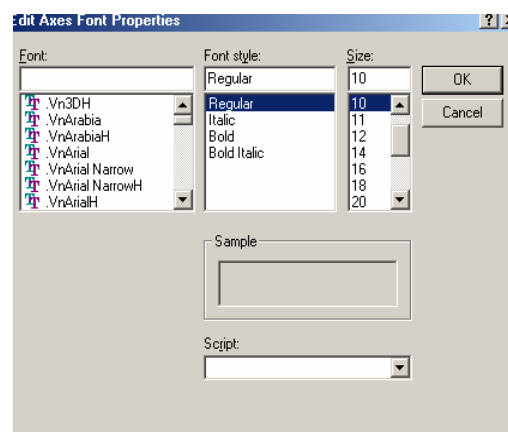 Edit Axes Font Properties
Font:
Font style:
Size:
Regular
10
OK
Cancel
.Vn3DH
.VnArabia
.VnArabiaH
.VnArial
.VnArial Narrow
.VnArial NarrowH
.VnArialH
Regular
Italic
Bold
Bold Italic
10
11
12
14
16
18
20
Sample
Script: